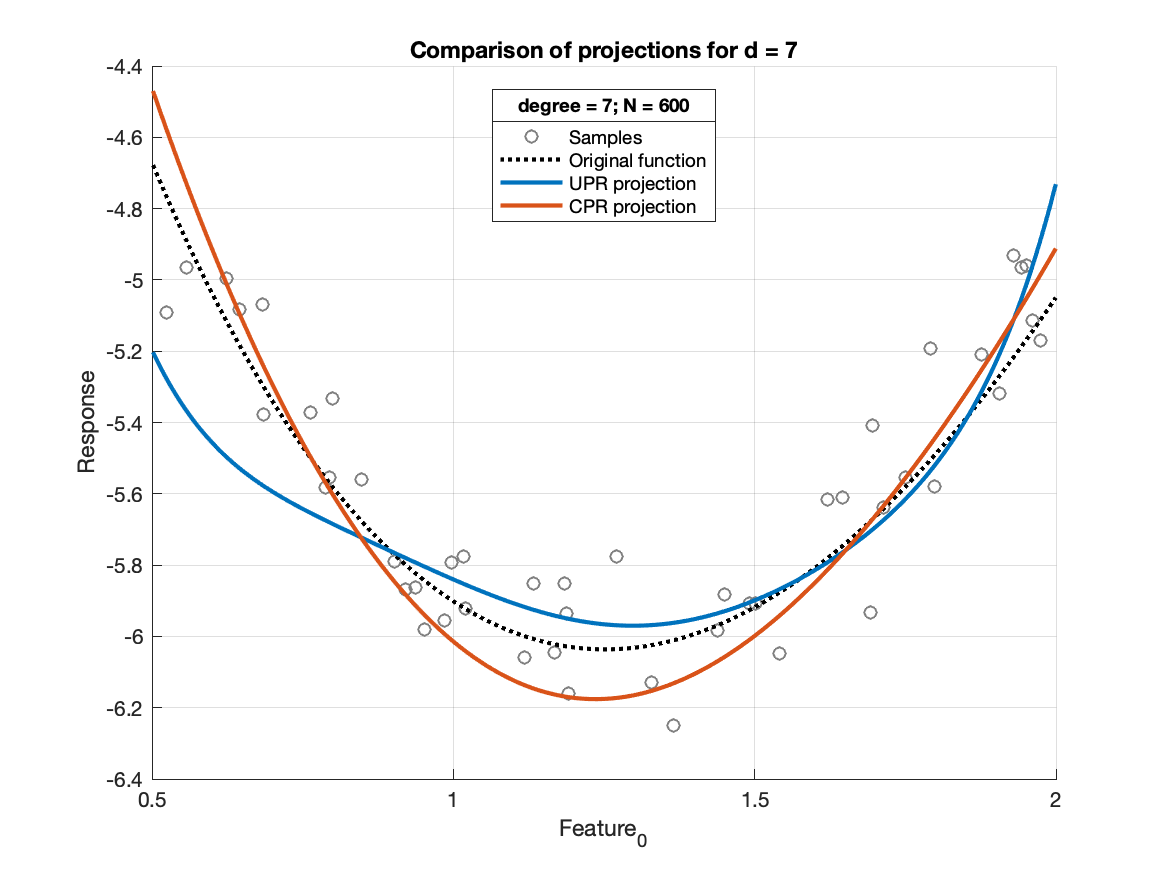 Comparison of projections for d = 7
degree = 7; N = 600
Samples
Original function
UPR projection
CPR projection
-4.4
-4.6
-4.8
-5
-5.2
-5.4
-5.6
-5.8
-6
-6.2
-6.4
Response
0.5
1
1.5
2
Feature0